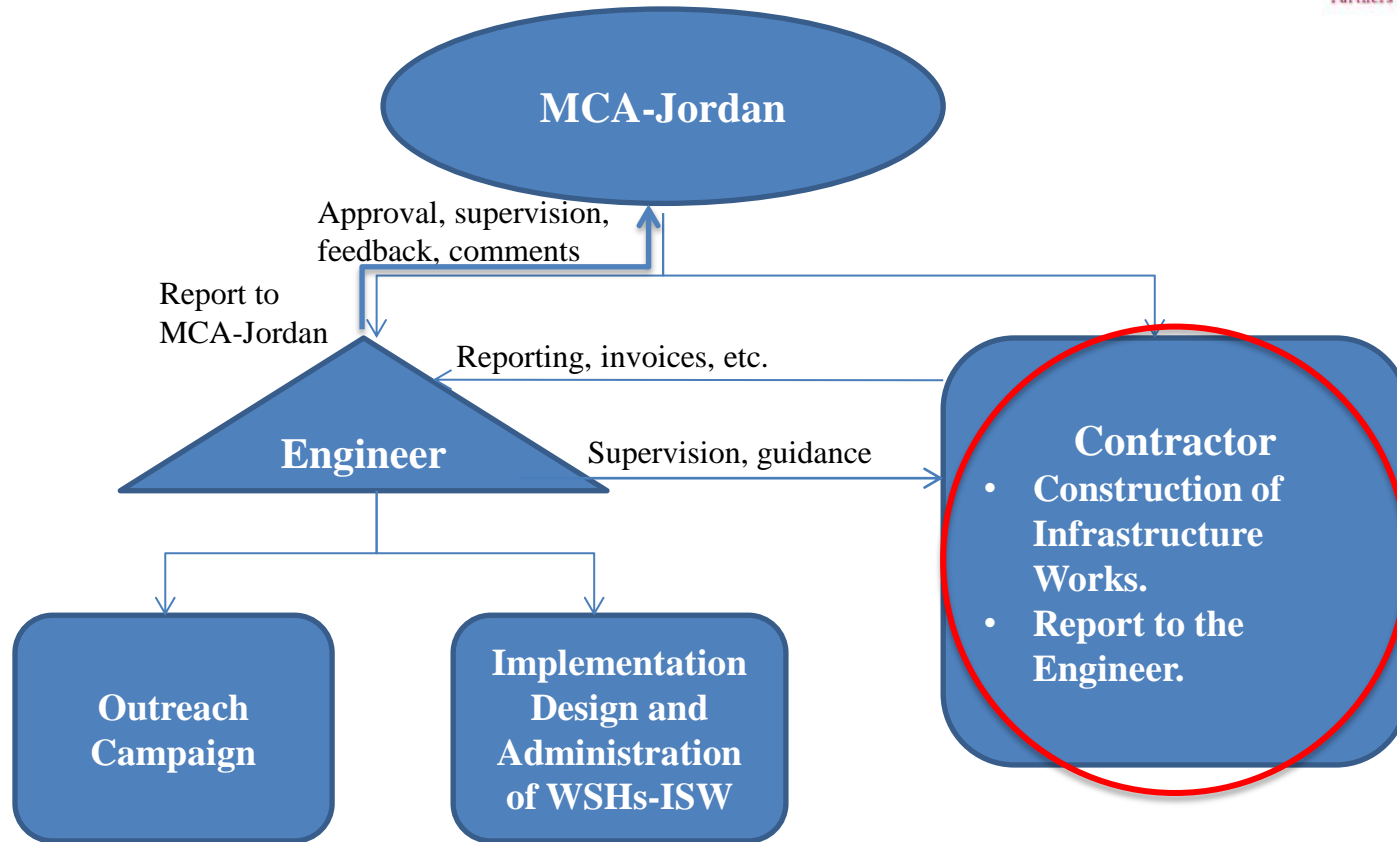 Partners
MCA-Jordan
Approval, supervision,
feedback, comments
Report to
MCA-Jordan
Reporting, invoices, etc.
Engineer
Supervision, guidance
Contractor
• Construction of
Infrastructure
Works.
• Report to the
Engineer.
Outreach
Campaign
Implementation
Design and
Administration
of WSHs-ISW